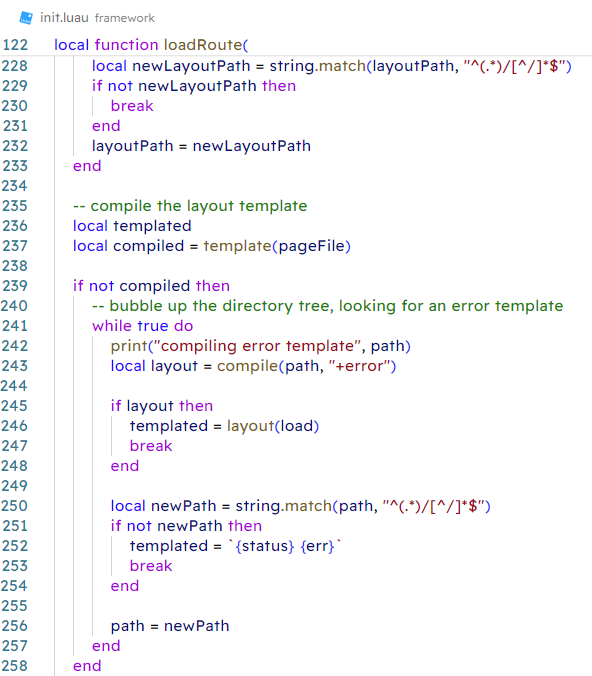 init.luau framework
122 local function loadRoute(
228 local newLayoutPath = string.match(layoutPath, "^(.*)/[^/]*$")
229 if not newLayoutPath then
230 break
231 end
232 layoutPath = newLayoutPath
233 end
234
235 -- compile the layout template
236 local templated
237 local compiled = template(pageFile)
238
239 if not compiled then
240 -- bubble up the directory tree, looking for an error template
241 while true do
242 print("compiling error template", path)
243 local layout = compile(path, "+error")
244
245 if layout then
246 templated = layout(load)
247 break
248 end
249
250 local newPath = string.match(path, "^(.*)/[^/]*$")
251 if not newPath then
252 templated = `{status} {err}`
253 break
254 end
255
256 path = newPath
257 end
258 end